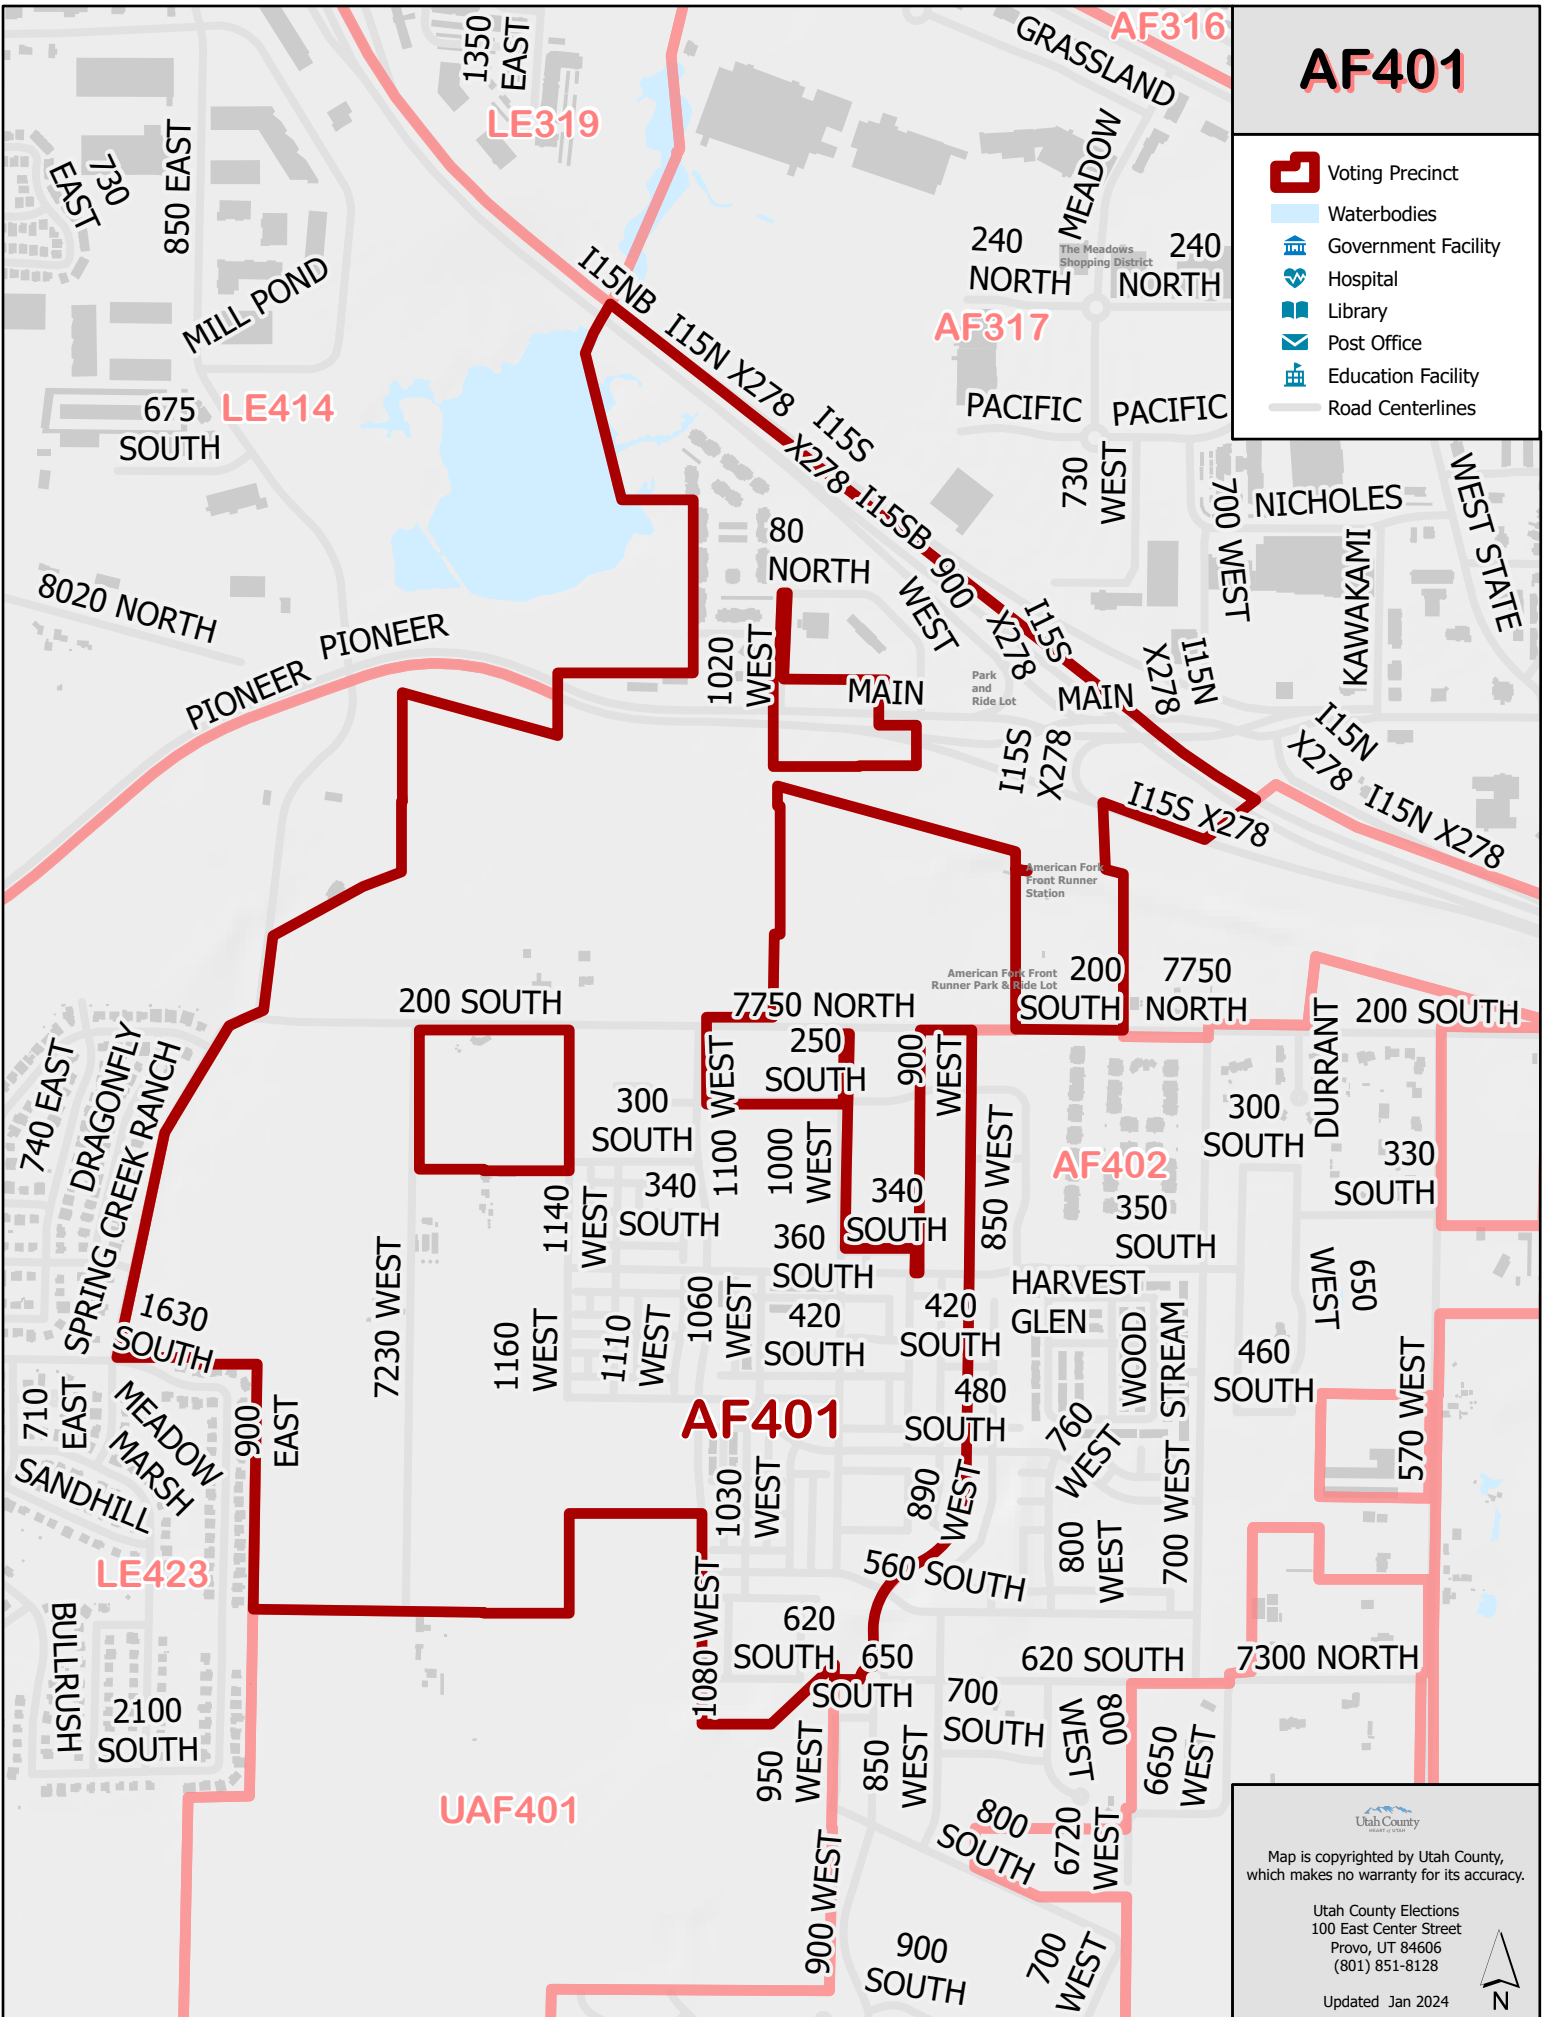 AF401
Voting Precinct
Waterbodies
Government Facility
Hospital
Library
Post Office
Education Facility
Road Centerlines
AF316
GRASSLAND
1350
EAST
LE319
MEADOW
730
EAST
850 EAST
240
NORTH
The Meadows
Shopping District
240
NORTH
MILL POND
I15NB
I15N X278
AF317
675
SOUTH
LE414
I15S
X278
PACIFIC
PACIFIC
730
WEST
700 WEST
NICHOLES
WEST STATE
KAWAKAMI
I15SB
80
NORTH
900
WEST
8020 NORTH
PIONEER
PIONEER
1020
WEST
MAIN
Park
and
Ride Lot
X278
I15S
MAIN
X278
I15N
I15S
X278
I15N
X278
I15S X278
I15N X278
American Fork
Front Runner
Station
American Fork Front
Runner Park & Ride Lot
200 SOUTH
7750 NORTH
200
SOUTH
7750
NORTH
200 SOUTH
DURRANT
740 EAST
DRAGONFLY
SPRING CREEK RANCH
250
SOUTH
900
WEST
1100 WEST
300
SOUTH
1000
WEST
850 WEST
AF402
300
SOUTH
330
SOUTH
1140
WEST
340
SOUTH
340
SOUTH
350
SOUTH
360
SOUTH
7230 WEST
HARVEST
GLEN
650
WEST
1630
SOUTH
1160
WEST
1110
WEST
1060
WEST
420
SOUTH
420
SOUTH
WOOD
STREAM
460
SOUTH
570 WEST
710
EAST
MEADOW
MARSH
900
EAST
AF401
480
SOUTH
760
WEST
SANDHILL
1030
WEST
890
WEST
700 WEST
800
WEST
LE423
1080 WEST
560 SOUTH
BULLRUSH
620
SOUTH
650
SOUTH
620 SOUTH
7300 NORTH
2100
SOUTH
700
SOUTH
800
WEST
6650
WEST
950
WEST
850
WEST
UAF401
800
SOUTH
6720
WEST
900 WEST
900
SOUTH
700
WEST
Utah County
HEART of UTAH
Map is copyrighted by Utah County,
which makes no warranty for its accuracy.
Utah County Elections
100 East Center Street
Provo, UT 84606
(801) 851-8128
Updated Jan 2024
N